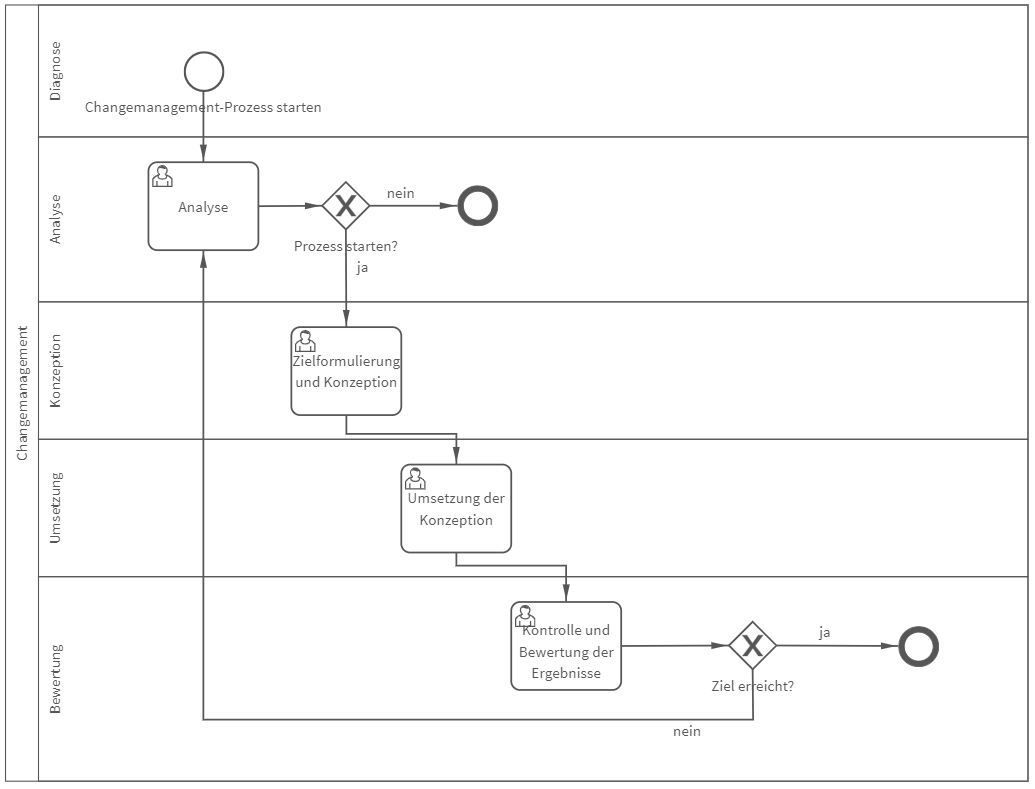 Changemanagement
Diagnose
Changemanagement-Prozess starten
Analyse
Analyse
nein
Prozess starten?
ja
Konzeption
Zielformulierung
und Konzeption
Umsetzung
Umsetzung der
Konzeption
Bewertung
Kontrolle und
Bewertung der
Ergebnisse
ja
Ziel erreicht?
nein